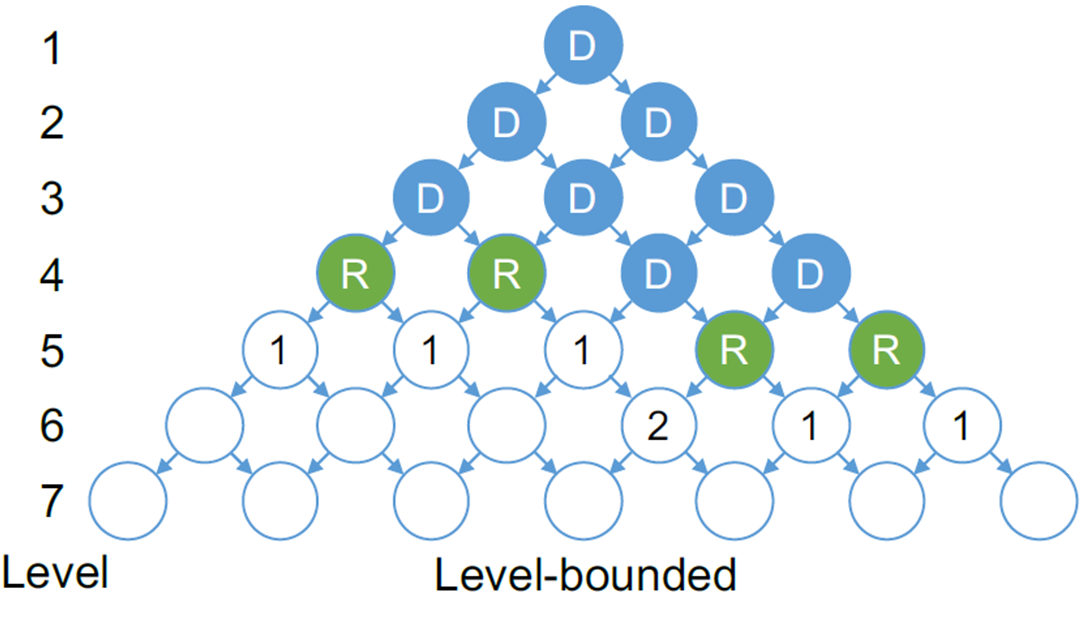 1 D
2 D D
3 D D D
4 R R D D
5 1 1 1 R R
6 2 1 1
7
Level Level-bounded